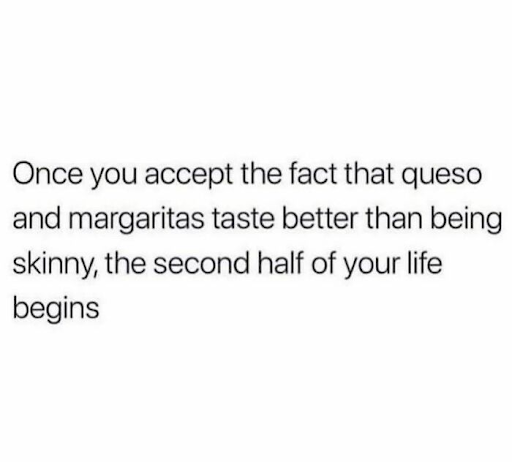 Once you accept the fact that queso
and margaritas taste better than being
skinny, the second half of your life
begins